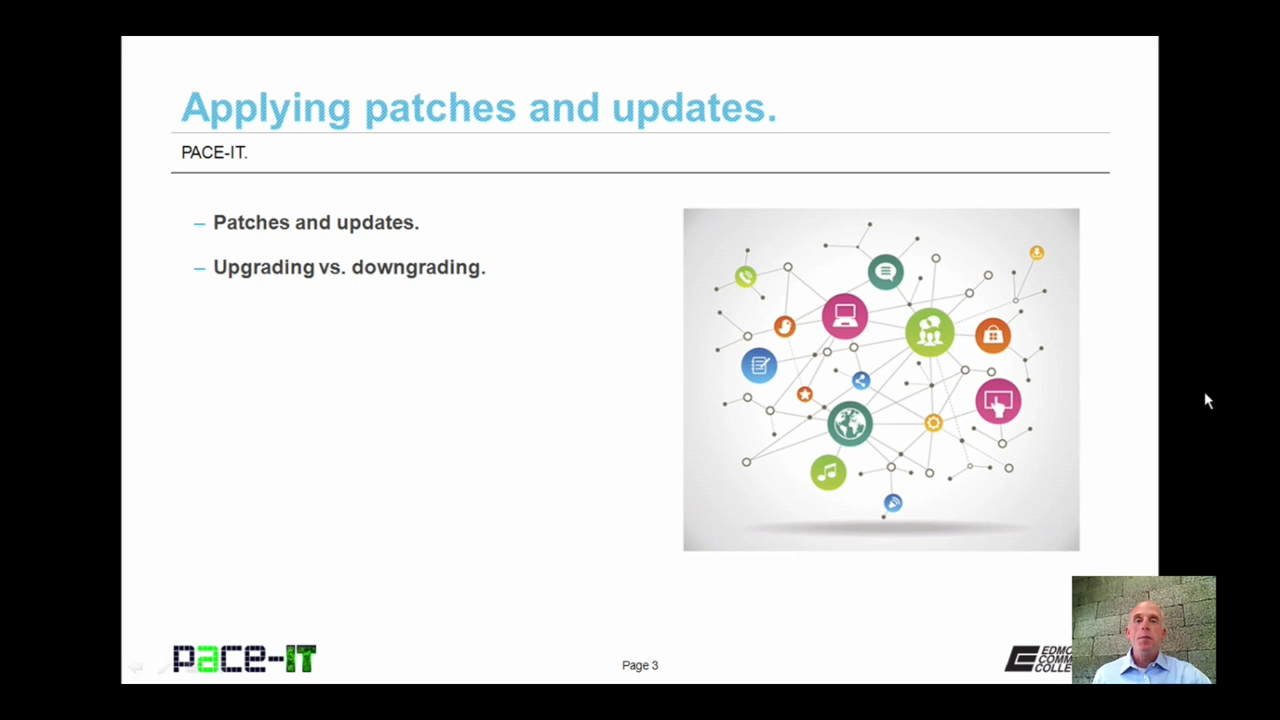 Applying patches and updates.
PACE-IT.
– Patches and updates.
– Upgrading vs. downgrading.
pace-IT
Page 3